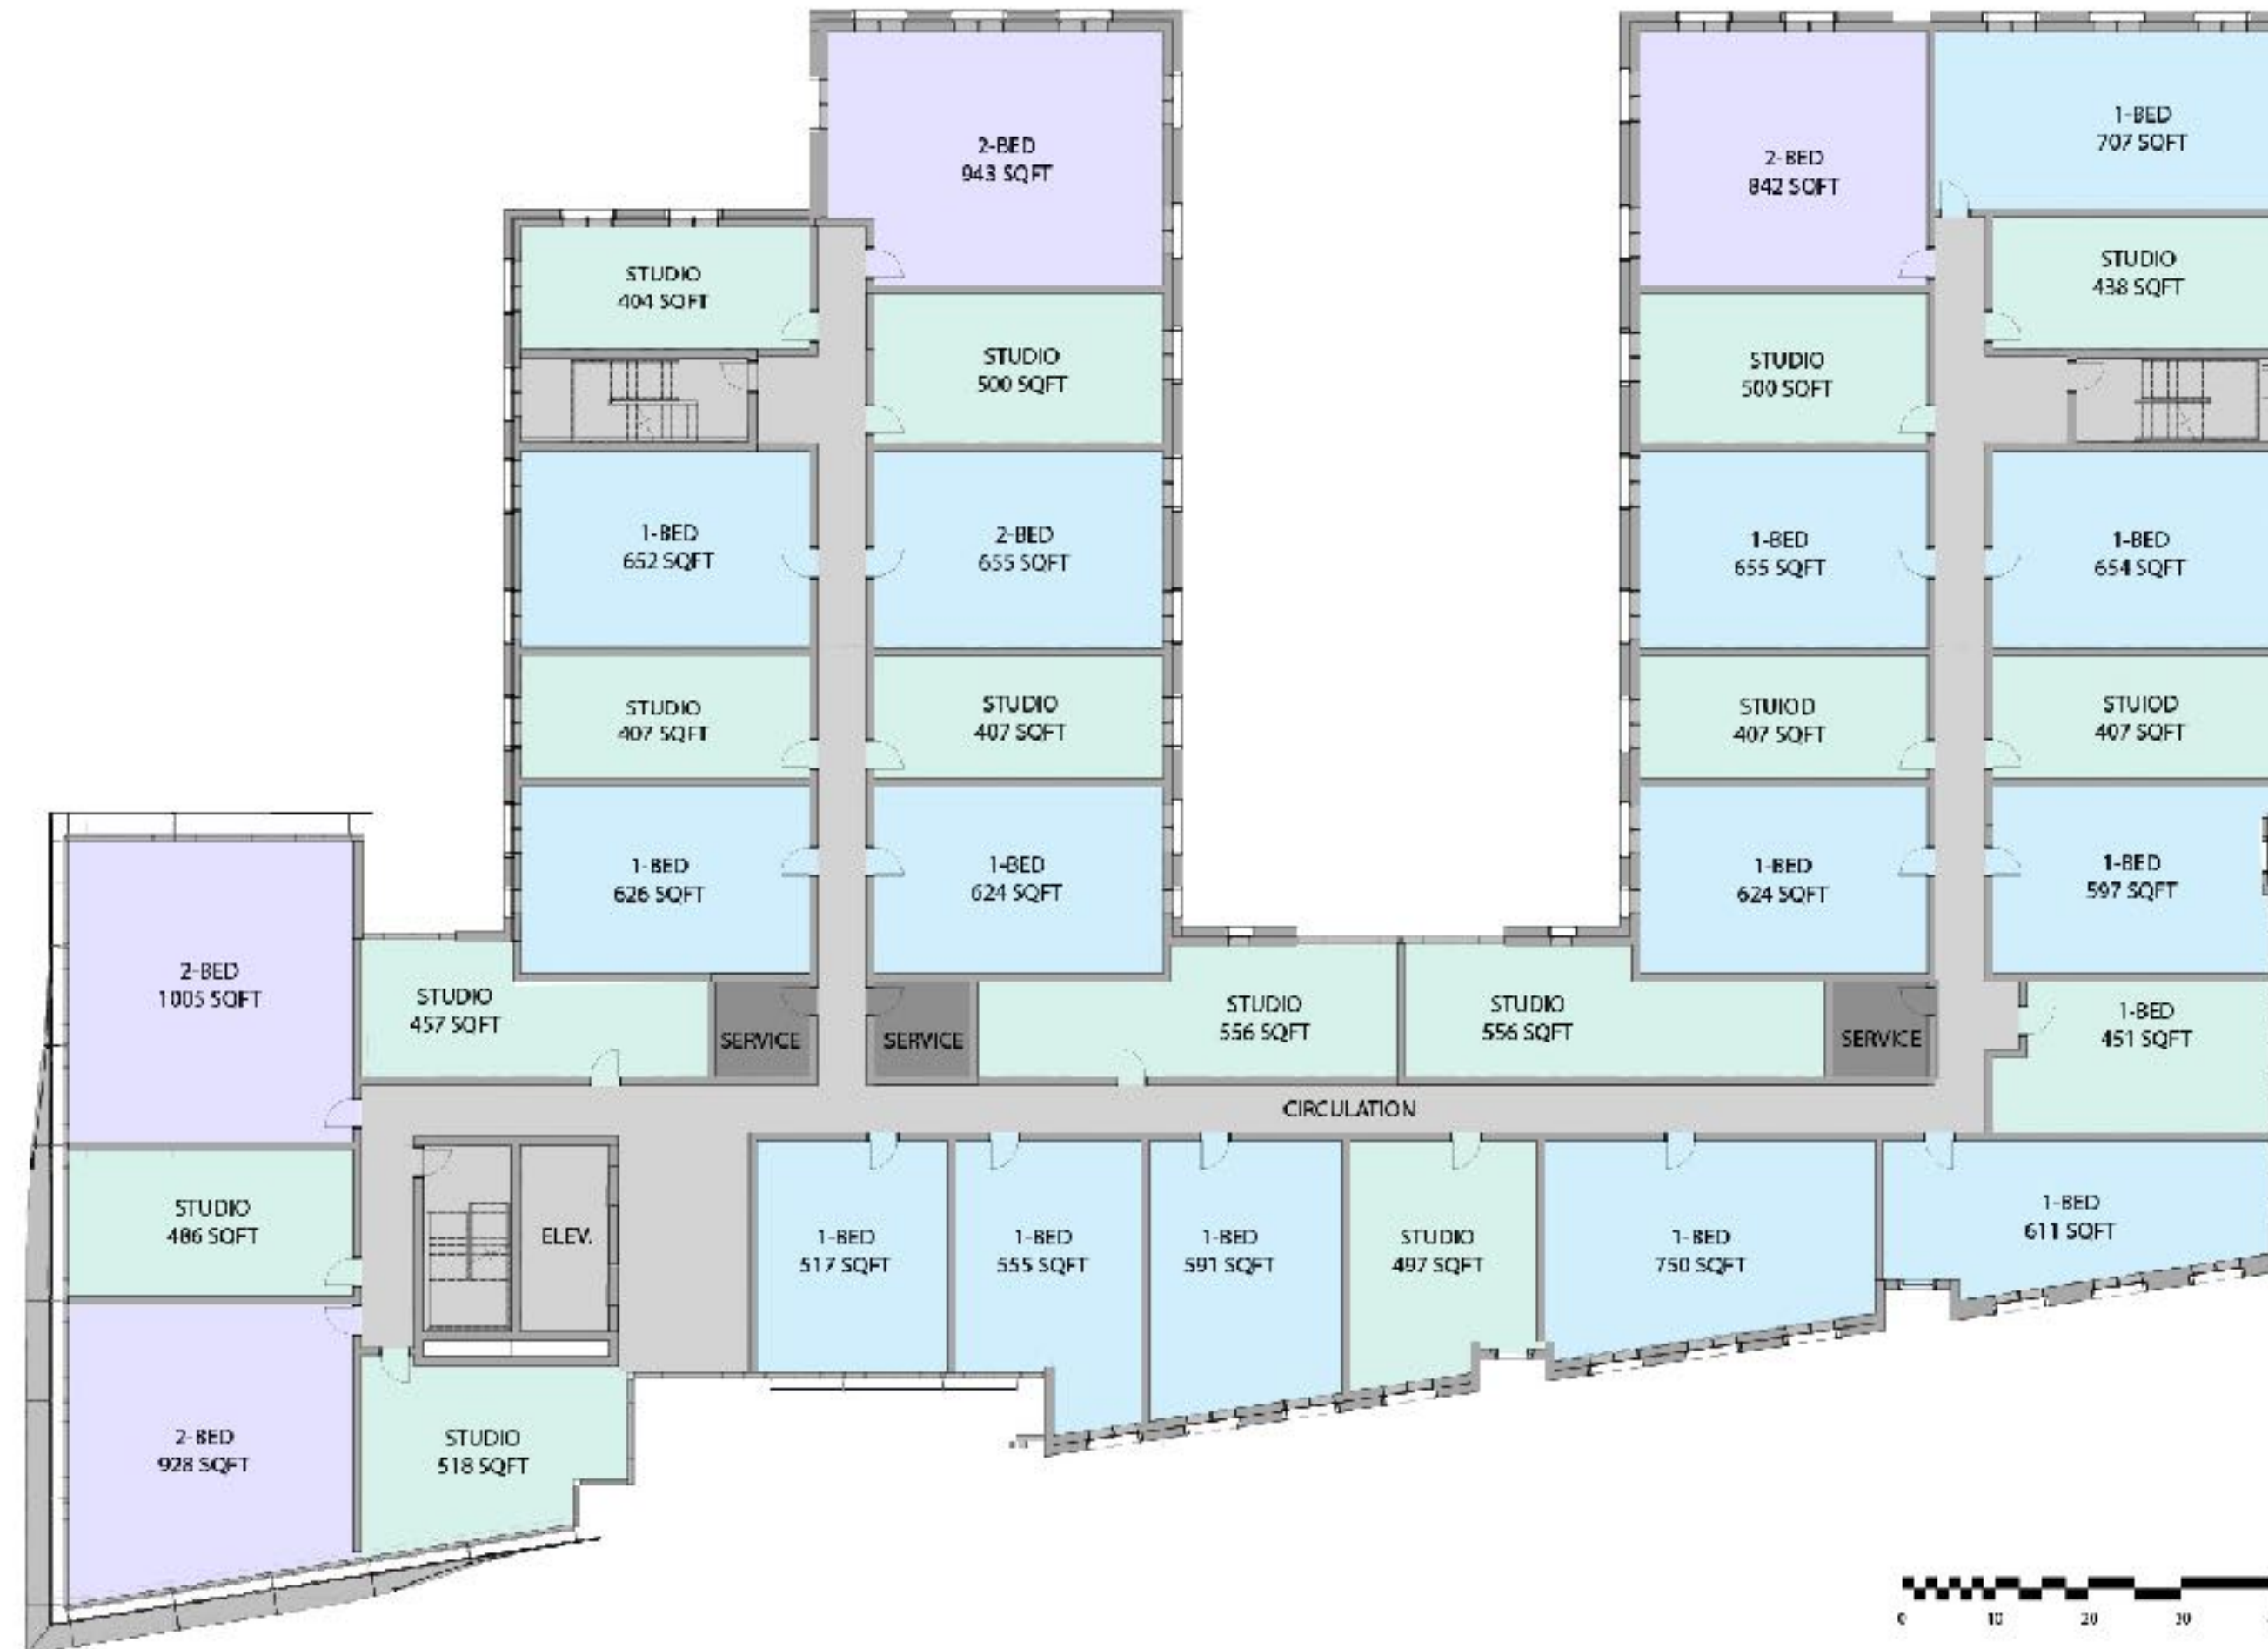 2-BED
943 SQFT
2-BED
842 SQFT
1-BED
707 SQFT
STUDIO
404 SQFT
STUDIO
438 SQFT
STUDIO
500 SQFT
STUDIO
500 SQFT
1-BED
652 SQFT
2-BED
655 SQFT
1-BED
655 SQFT
1-BED
654 SQFT
STUDIO
407 SQFT
STUDIO
407 SQFT
STUIOD
407 SQFT
STUIOD
407 SQFT
1-BED
626 SQFT
1-BED
624 SQFT
1-BED
624 SQFT
1-BED
597 SQFT
2-BED
1005 SQFT
STUDIO
457 SQFT
SERVICE
SERVICE
STUDIO
556 SQFT
STUDIO
556 SQFT
SERVICE
1-BED
451 SQFT
CIRCULATION
STUDIO
486 SQFT
ELEV.
1-BED
517 SQFT
1-BED
555 SQFT
1-BED
591 SQFT
STUDIO
497 SQFT
1-BED
750 SQFT
1-BED
611 SQFT
2-BED
928 SQFT
STUDIO
518 SQFT
0 10 20 30